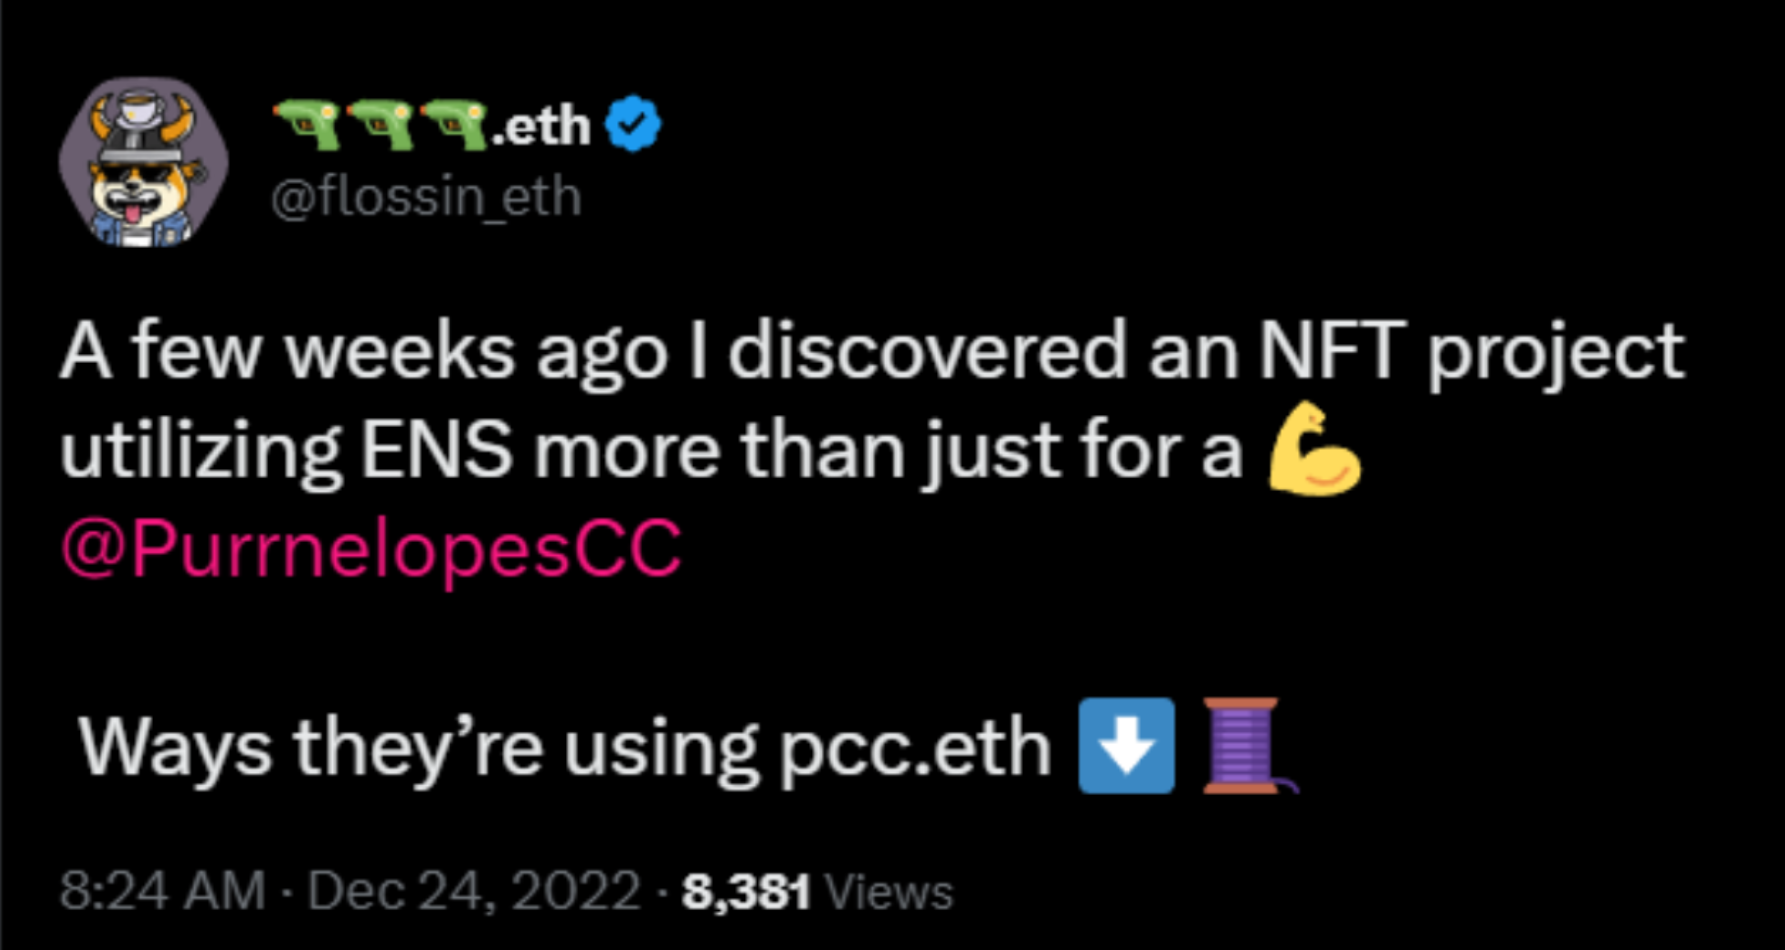 🔫🔫🔫.eth
@flossin_eth
A few weeks ago I discovered an NFT project
utilizing ENS more than just for a 💪
@PurrnelopesCC
Ways they’re using pcc.eth ⬇️🧵
8:24 AM · Dec 24, 2022 · 8,381 Views